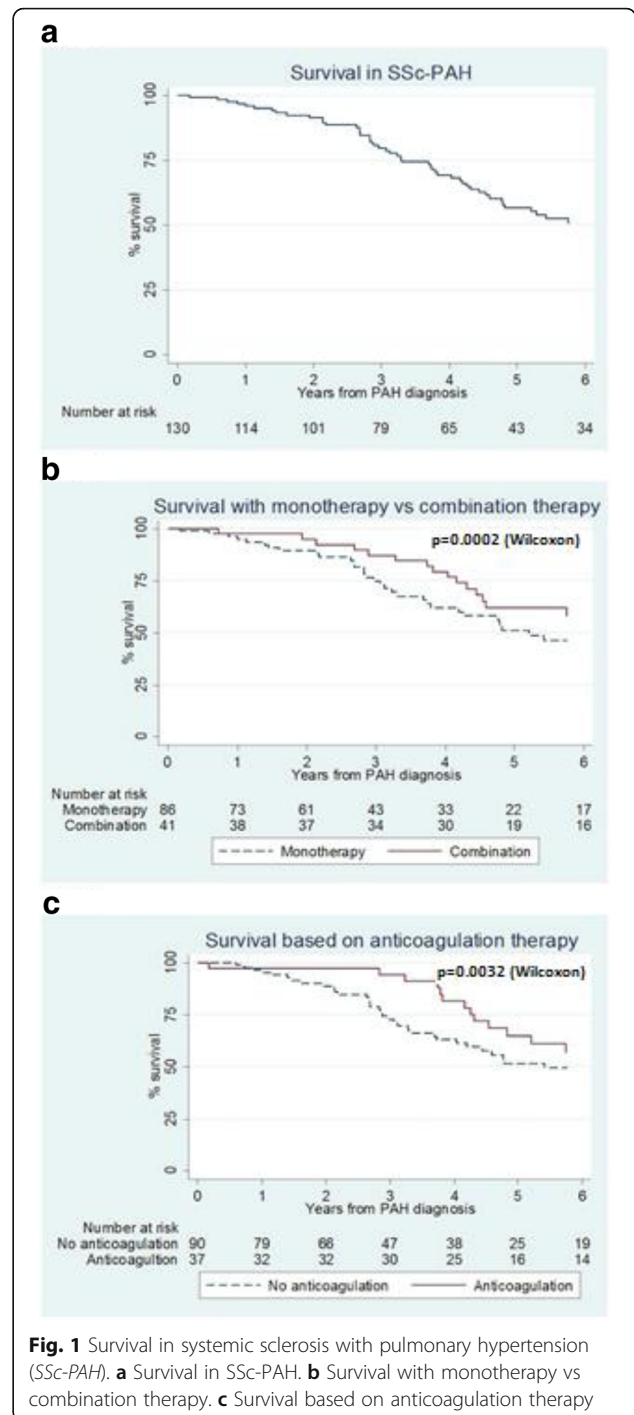 a
Survival in SSc-PAH
100
75
50
25
0
% survival
0 1 2 3 4 5 6
Years from PAH diagnosis
Number at risk
130 114 101 79 65 43 34
b
Survival with monotherapy vs combination therapy
p=0.0002 (Wilcoxon)
100
75
50
25
0
% survival
0 1 2 3 4 5 6
Years from PAH diagnosis
Number at risk
Monotherapy 86 73 61 43 33 22 17
Combination 41 38 37 34 30 19 16
Monotherapy Combination
c
Survival based on anticoagulation therapy
p=0.0032 (Wilcoxon)
100
75
50
25
0
% survival
0 1 2 3 4 5 6
Years from PAH diagnosis
Number at risk
No anticoagulation 90 79 66 47 38 25 19
Anticoagultion 37 32 32 30 25 16 14
No anticoagulation Anticoagulation
Fig. 1 Survival in systemic sclerosis with pulmonary hypertension
(SSc-PAH). a Survival in SSc-PAH. b Survival with monotherapy vs
combination therapy. c Survival based on anticoagulation therapy